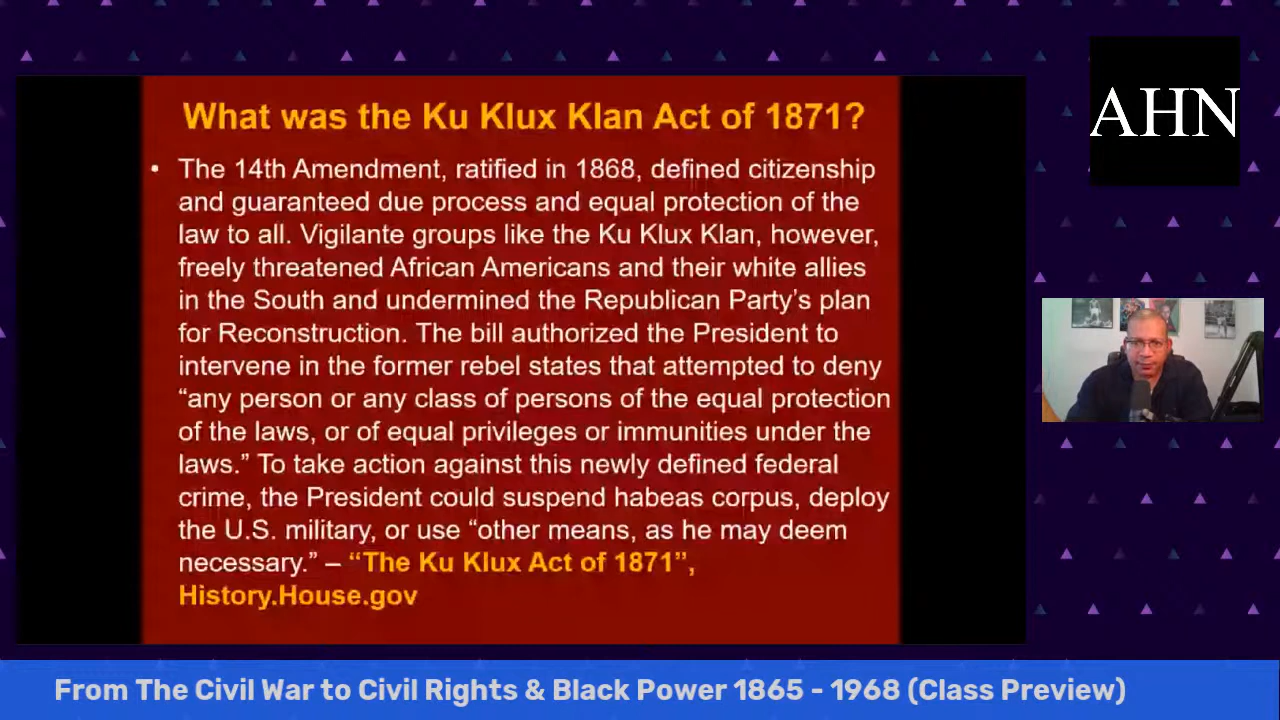 What was the Ku Klux Klan Act of 1871?
• The 14th Amendment, ratified in 1868, defined citizenship
and guaranteed due process and equal protection of the
law to all. Vigilante groups like the Ku Klux Klan, however,
freely threatened African Americans and their white allies
in the South and undermined the Republican Party’s plan
for Reconstruction. The bill authorized the President to
intervene in the former rebel states that attempted to deny
“any person or any class of persons of the equal protection
of the laws, or of equal privileges or immunities under the
laws.” To take action against this newly defined federal
crime, the President could suspend habeas corpus, deploy
the U.S. military, or use “other means, as he may deem
necessary.” – “The Ku Klux Act of 1871”,
History.House.gov
AHN
From The Civil War to Civil Rights & Black Power 1865 - 1968 (Class Preview)